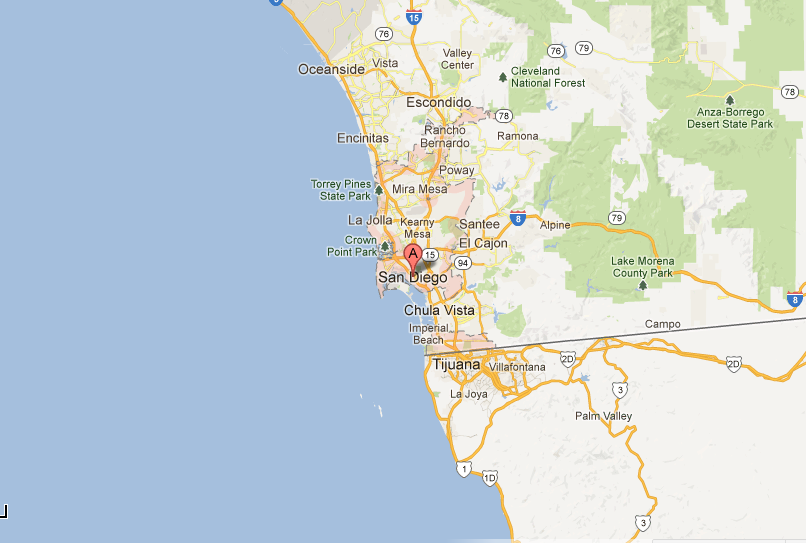 15
76
Vista
Valley
Center
76
79
Oceanside
Cleveland
National Forest
78
Escondido
78
Anza-Borrego
Desert State Park
Encinitas
Rancho
Bernardo
Ramona
Poway
Torrey Pines
State Park
Mira Mesa
La Jolla
Kearny
Mesa
Santee
8
Alpine
79
Crown
Point Park
El Cajon
A
15
94
Lake Morena
County Park
San Diego
8
Chula Vista
Campo
Imperial
Beach
Tijuana
Villafontana
2D
2D
La Joya
3
Palm Valley
1
1D
3